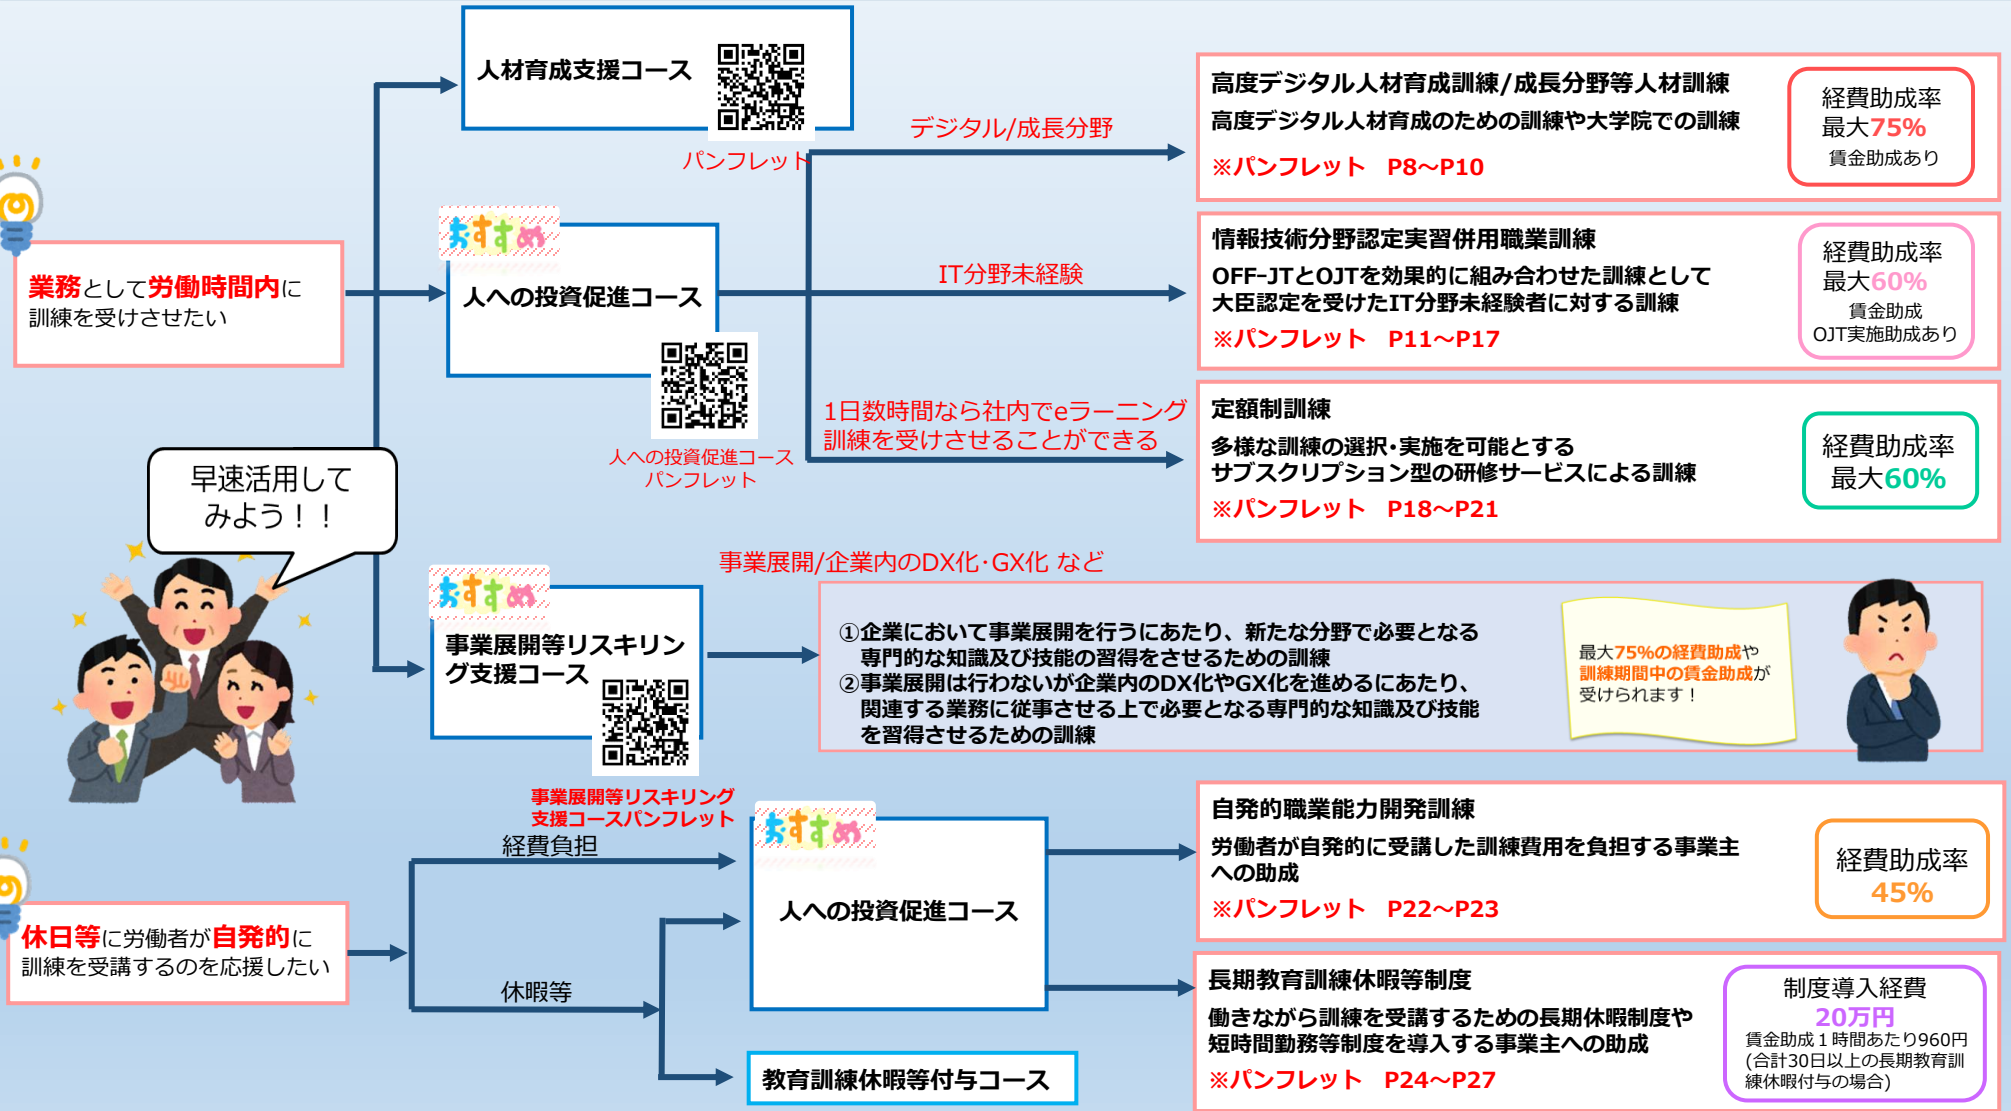 人材育成支援コース
パンフレット
おすすめ
人への投資促進コース
人への投資促進コース
パンフレット
業務として労働時間内に
訓練を受けさせたい
デジタル/成長分野
高度デジタル人材育成訓練/成長分野等人材訓練
高度デジタル人材育成のための訓練や大学院での訓練
※パンフレット　P8～P10
経費助成率
最大75%
賃金助成あり
IT分野未経験
情報技術分野認定実習併用職業訓練
OFF-JTとOJTを効果的に組み合わせた訓練として
大臣認定を受けたIT分野未経験者に対する訓練
※パンフレット　P11～P17
経費助成率
最大60%
賃金助成
OJT実施助成あり
1日数時間なら社内でeラーニング
訓練を受けさせることができる
定額制訓練
多様な訓練の選択・実施を可能とする
サブスクリプション型の研修サービスによる訓練
※パンフレット　P18～P21
経費助成率
最大60%
早速活用して
みよう！！
おすすめ
事業展開等リスキリン
グ支援コース
事業展開等リスキリング
支援コースパンフレット
事業展開/企業内のDX化・GX化 など
①企業において事業展開を行うにあたり、新たな分野で必要となる
専門的な知識及び技能の習得をさせるための訓練
②事業展開は行わないが企業内のDX化やGX化を進めるにあたり、
関連する業務に従事させる上で必要となる専門的な知識及び技能
を習得させるための訓練
最大75%の経費助成や
訓練期間中の賃金助成が
受けられます！
休日等に労働者が自発的に
訓練を受講するのを応援したい
経費負担
休暇等
おすすめ
人への投資促進コース
教育訓練休暇等付与コース
自発的職業能力開発訓練
労働者が自発的に受講した訓練費用を負担する事業主
への助成
※パンフレット　P22～P23
経費助成率
45%
長期教育訓練休暇等制度
働きながら訓練を受講するための長期休暇制度や
短時間勤務等制度を導入する事業主への助成
※パンフレット　P24～P27
制度導入経費
20万円
賃金助成１時間あたり960円
(合計30日以上の長期教育訓
練休暇付与の場合)